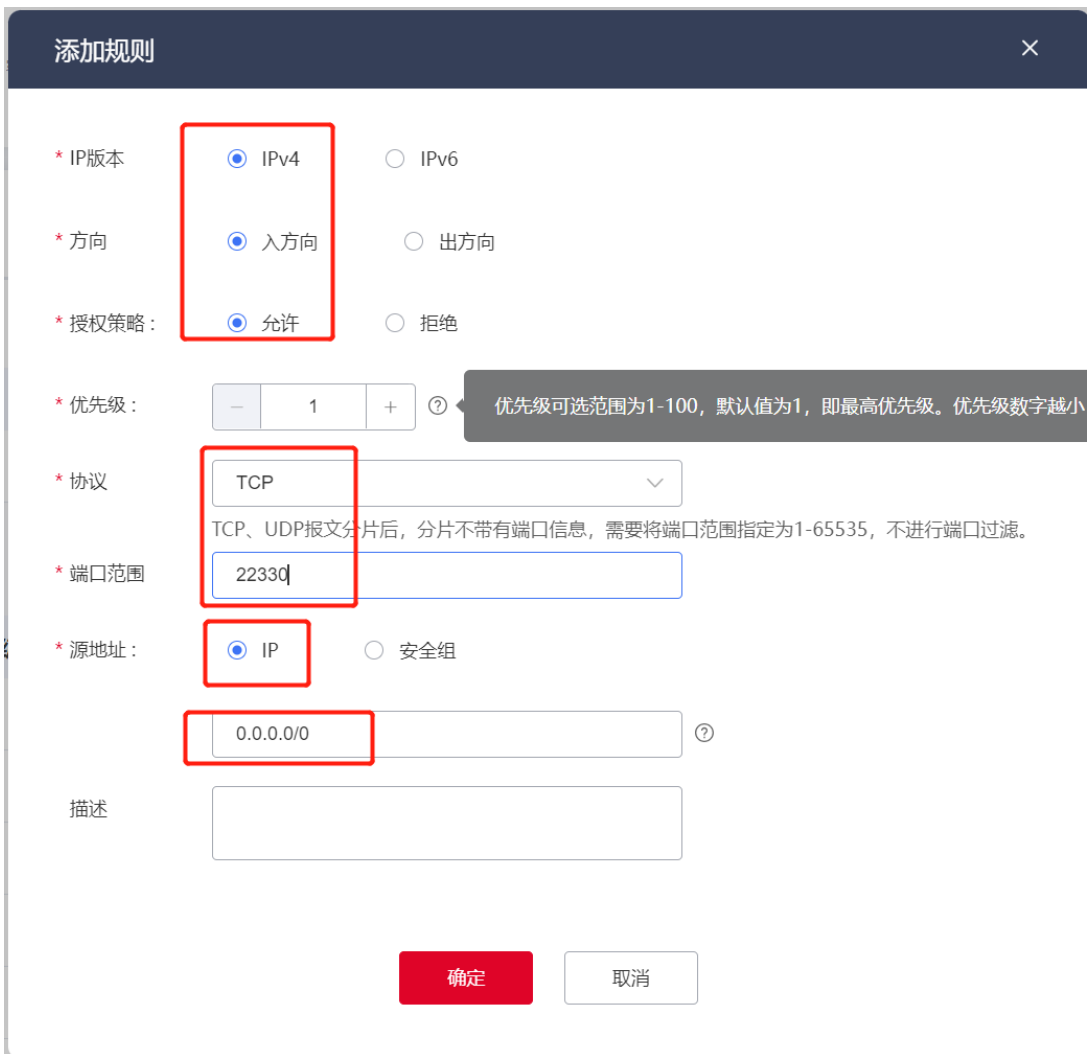 添加规则
* IP版本 IPv4 IPv6
* 方向 入方向 出方向
* 授权策略 : 允许 拒绝
* 优先级 : 1 优先级可选范围为1-100，默认值为1，即最高优先级。优先级数字越小
* 协议 TCP
TCP、UDP报文分片后，分片不带有端口信息，需要将端口范围指定为1-65535，不进行端口过滤。
* 端口范围 22330
* 源地址 : IP 安全组
0.0.0.0/0
描述
确定 取消